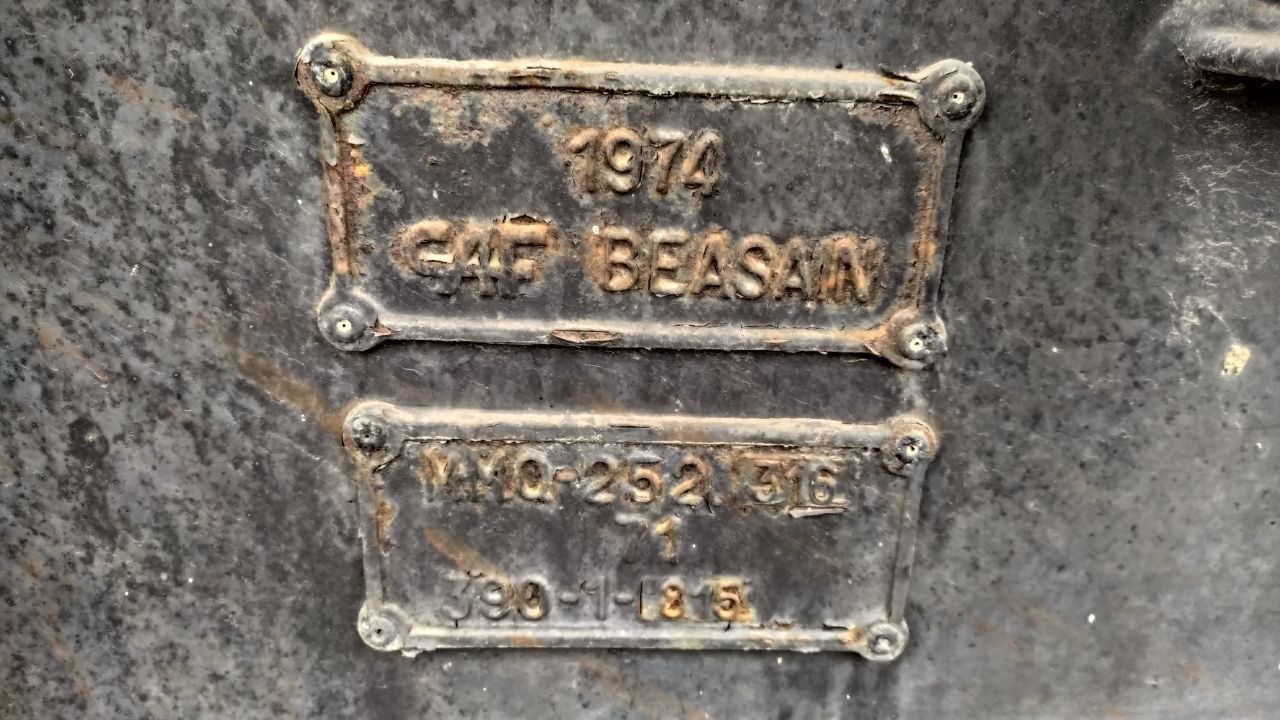 1974
CAF BEASAIN
MMQ-252.316
71
390-1-1815